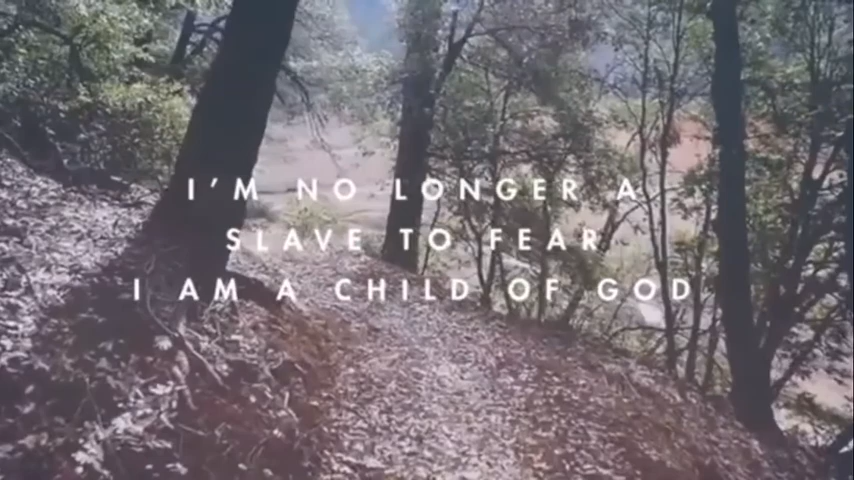 I'M NO LONGER A
SLAVE TO FEAR
I AM A CHILD OF GOD